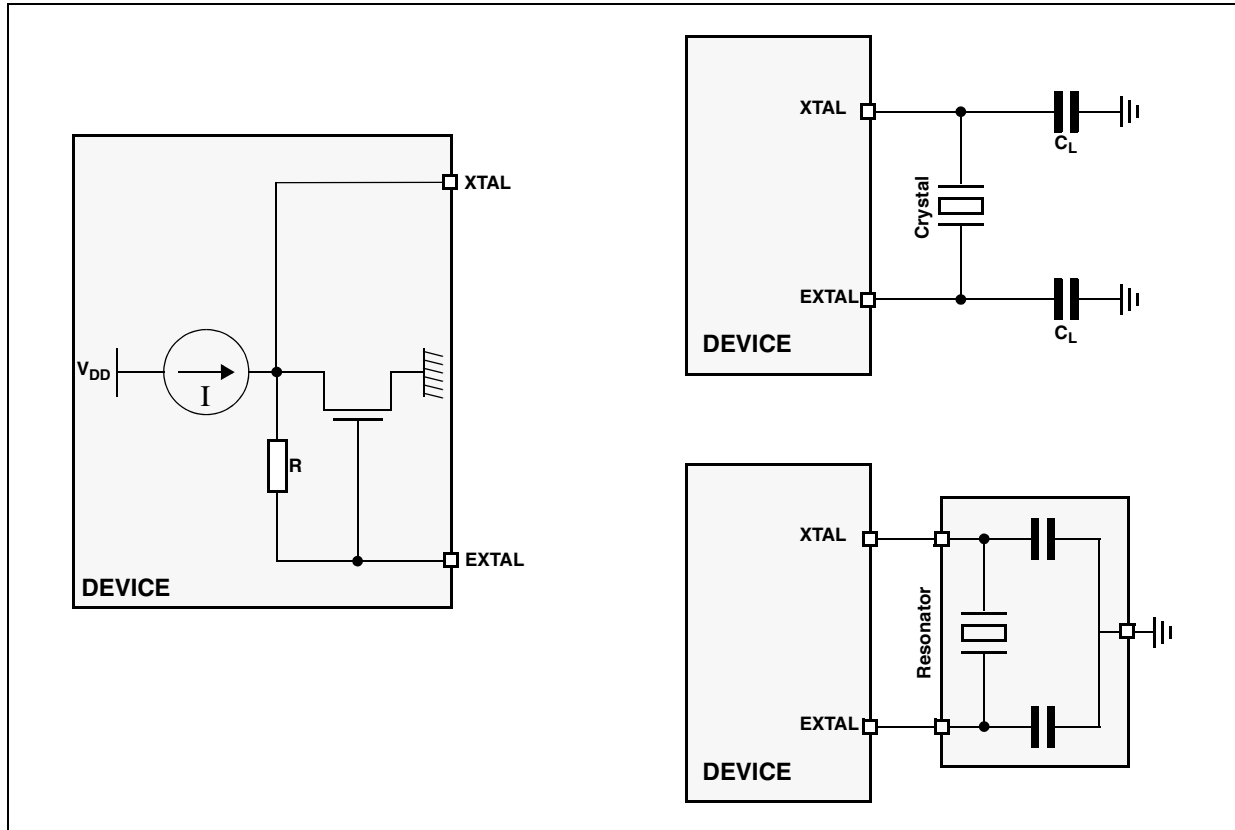 XTAL
V_DD
I
R
EXTAL
DEVICE
XTAL
C_L
Crystal
EXTAL
C_L
DEVICE
XTAL
Resonator
EXTAL
DEVICE